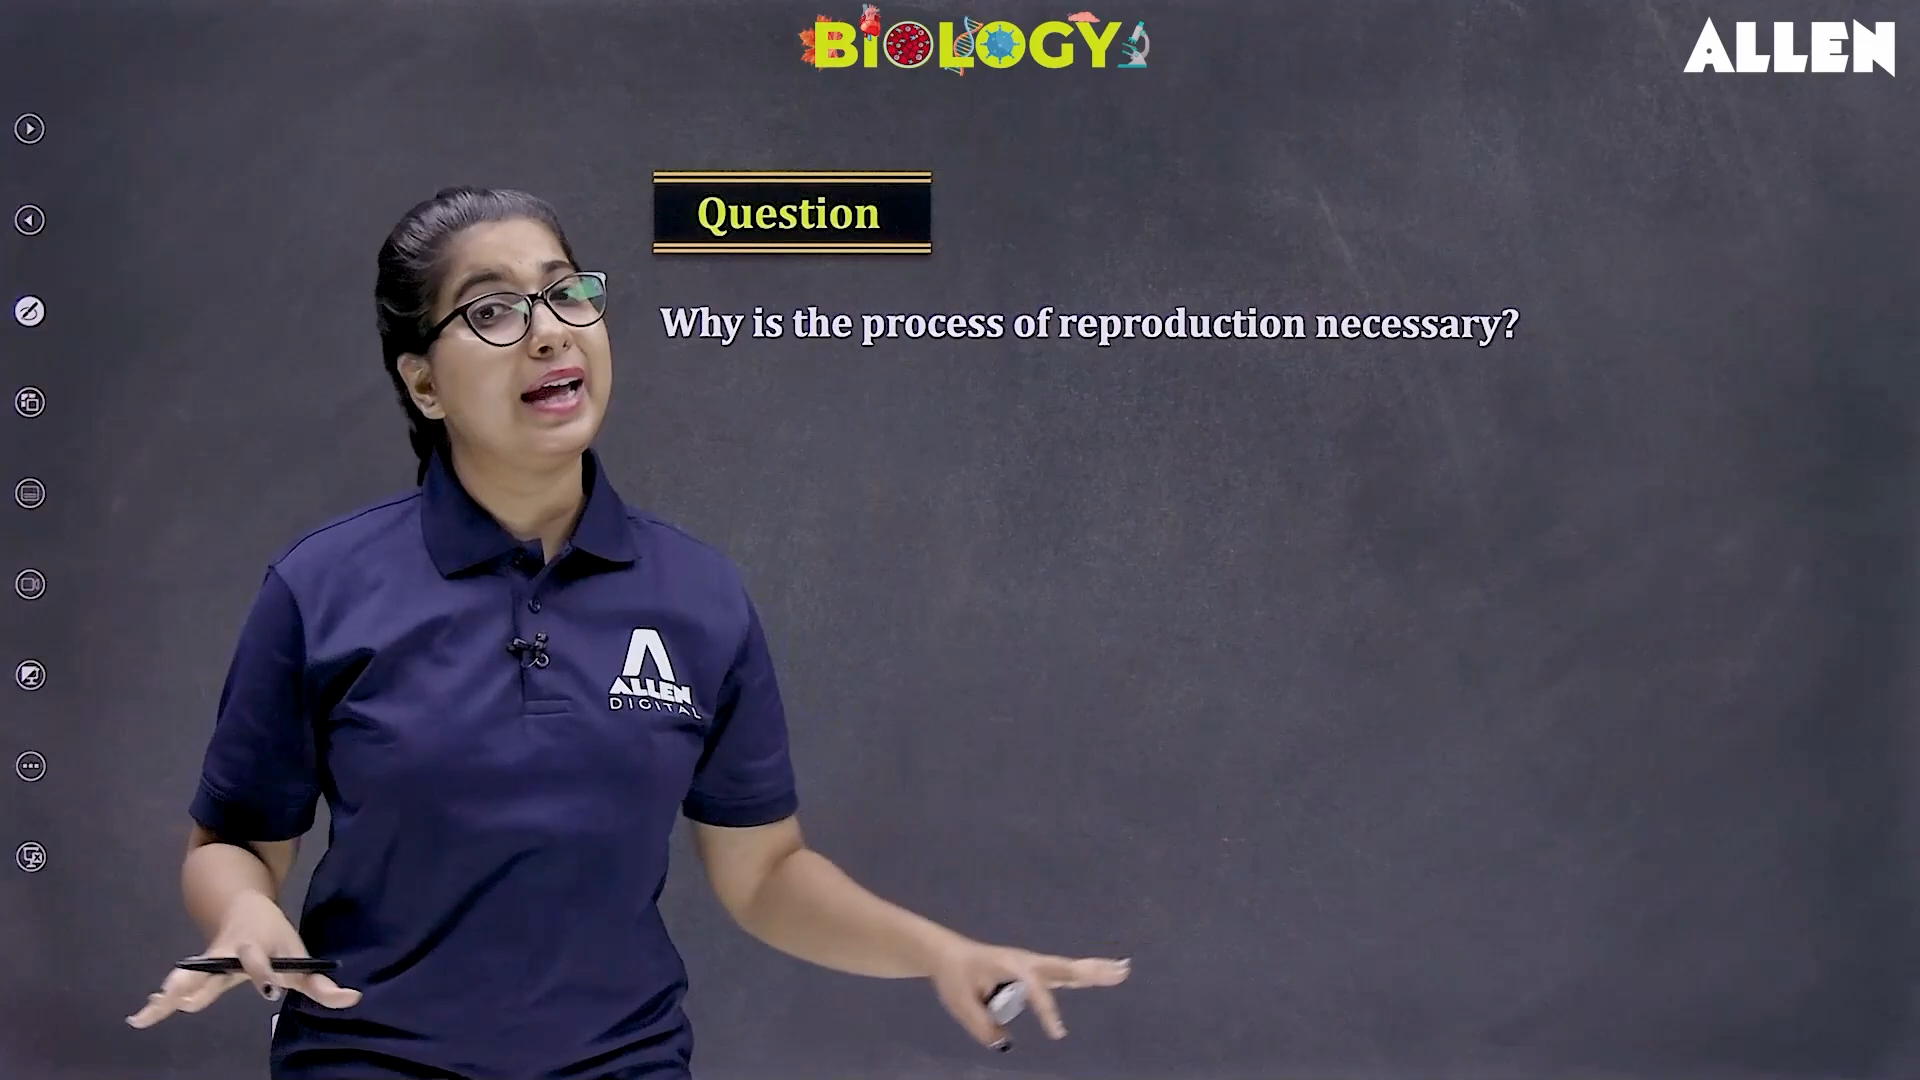 BIOLOGY
ALLEN
Question
Why is the process of reproduction necessary?
ALLEN
DIGITAL